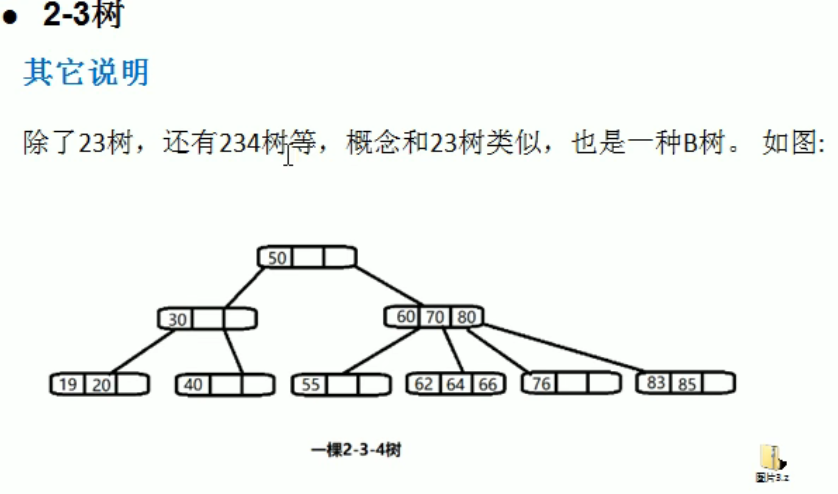 ● 2-3树
其它说明
除了23树，还有234树等，概念和23树类似，也是一种B树。 如图:
50
30
60 70 80
19 20
40
55
62 64 66
76
83 85
一棵2-3-4树
图片3.z